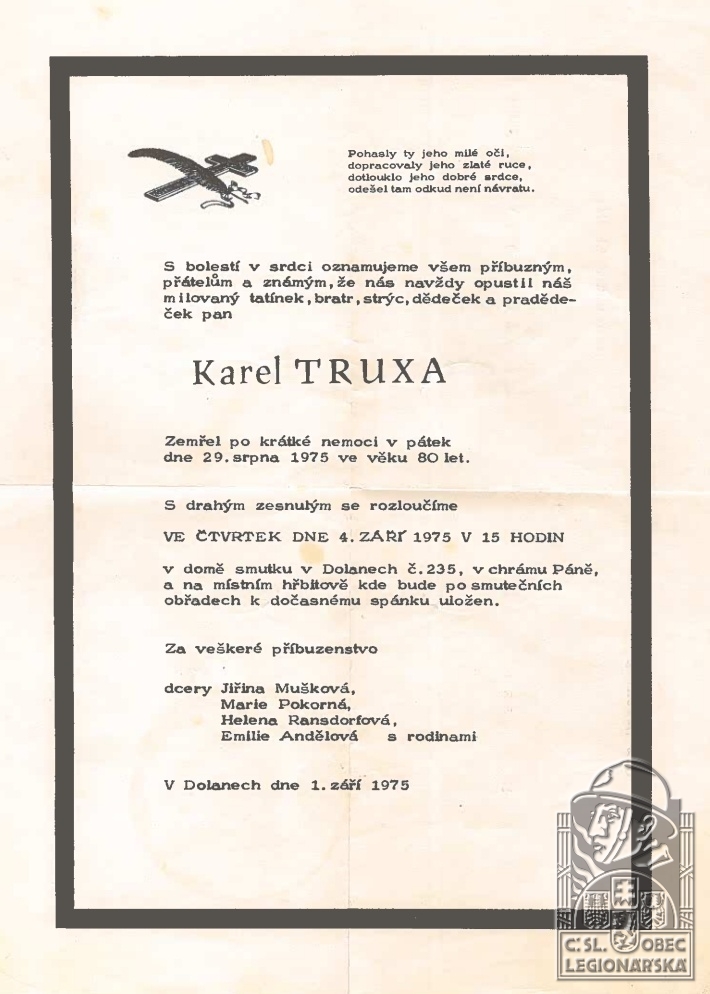 Pohasly ty jeho milé oči,
dopracovaly jeho zlaté ruce,
dotlouklo jeho dobré srdce,
odešel tam odkud není návratu.
S bolestí v srdci oznamujeme všem příbuzným,
přátelům a známým, že nás navždy opustil náš
milovaný tatínek, bratr, strýc, dědeček a praděde-
ček pan
Karel TRUXA
Zemřel po krátké nemoci v pátek
dne 29. srpna 1975 ve věku 80 let.
S drahým zesnulým se rozloučíme
VE ČTVRTEK DNE 4. ZÁŘÍ 1975 V 15 HODIN
v domě smutku v Dolanech č. 235, v chrámu Páně,
a na místním hřbitově kde bude po smutečních
obřadech k dočasnému spánku uložen.
Za veškeré příbuzenstvo
dcery Jiřina Mušková,
Marie Pokorná,
Helena Ransdorfová,
Emilie Andělová s rodinami
V Dolanech dne 1. září 1975
Č.SL. OBEC
LEGIONÁŘSKÁ